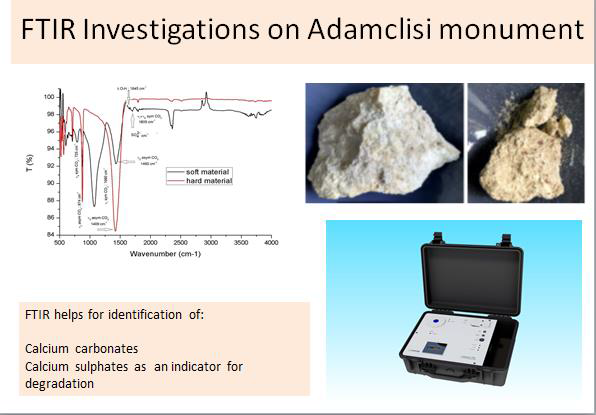 FTIR Investigations on Adamclisi monument
100
98
96
94
92
90
88
86
84
T (%)
500 1000 1500 2000 2500 3000 3500 4000
Wavenumber (cm-1)
soft material
hard material
FTIR helps for identification of:
Calcium carbonates
Calcium sulphates as an indicator for
degradation